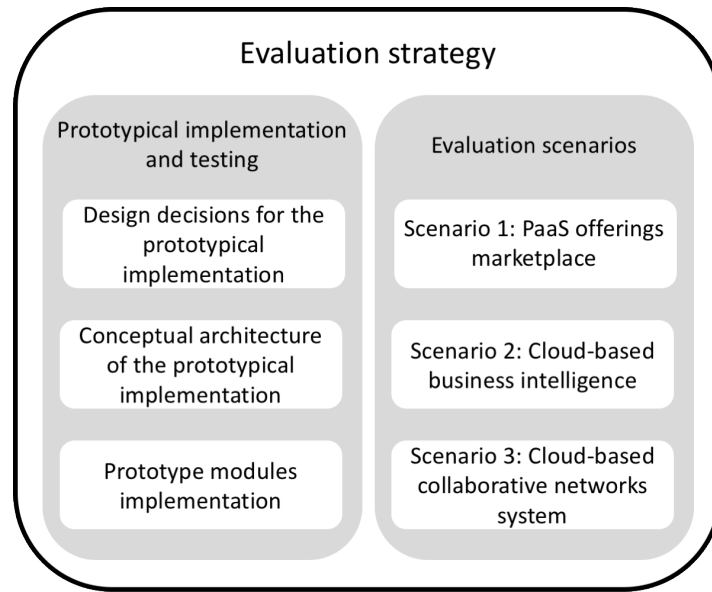 Evaluation strategy
Prototypical implementation
and testing
Design decisions for the
prototypical
implementation
Conceptual architecture
of the prototypical
implementation
Prototype modules
implementation
Evaluation scenarios
Scenario 1: PaaS offerings
marketplace
Scenario 2: Cloud-based
business intelligence
Scenario 3: Cloud-based
collaborative networks
system